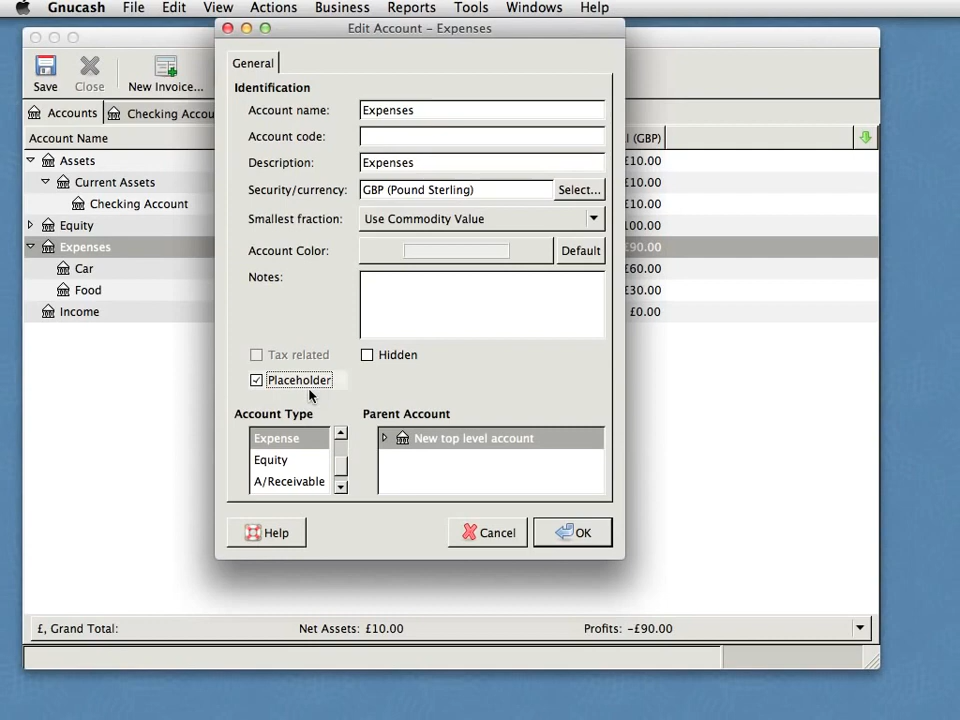 Gnucash File Edit View Actions Business Reports Tools Windows Help
Edit Account – Expenses
Save Close New Invoice...
General
Identification
Accounts Checking Accou
Account name: Expenses
Account Name (GBP)
Account code:
Assets £10.00
Description: Expenses
Current Assets £10.00
Security/currency: GBP (Pound Sterling) Select...
Checking Account £10.00
Smallest fraction: Use Commodity Value
Equity 100.00
Expenses £90.00
Account Color: Default
Car £60.00
Notes:
Food £30.00
Income £0.00
Tax related Hidden
Placeholder
Account Type Parent Account
Expense New top level account
Equity
A/Receivable
Help Cancel OK
£, Grand Total: Net Assets: £10.00 Profits: -£90.00